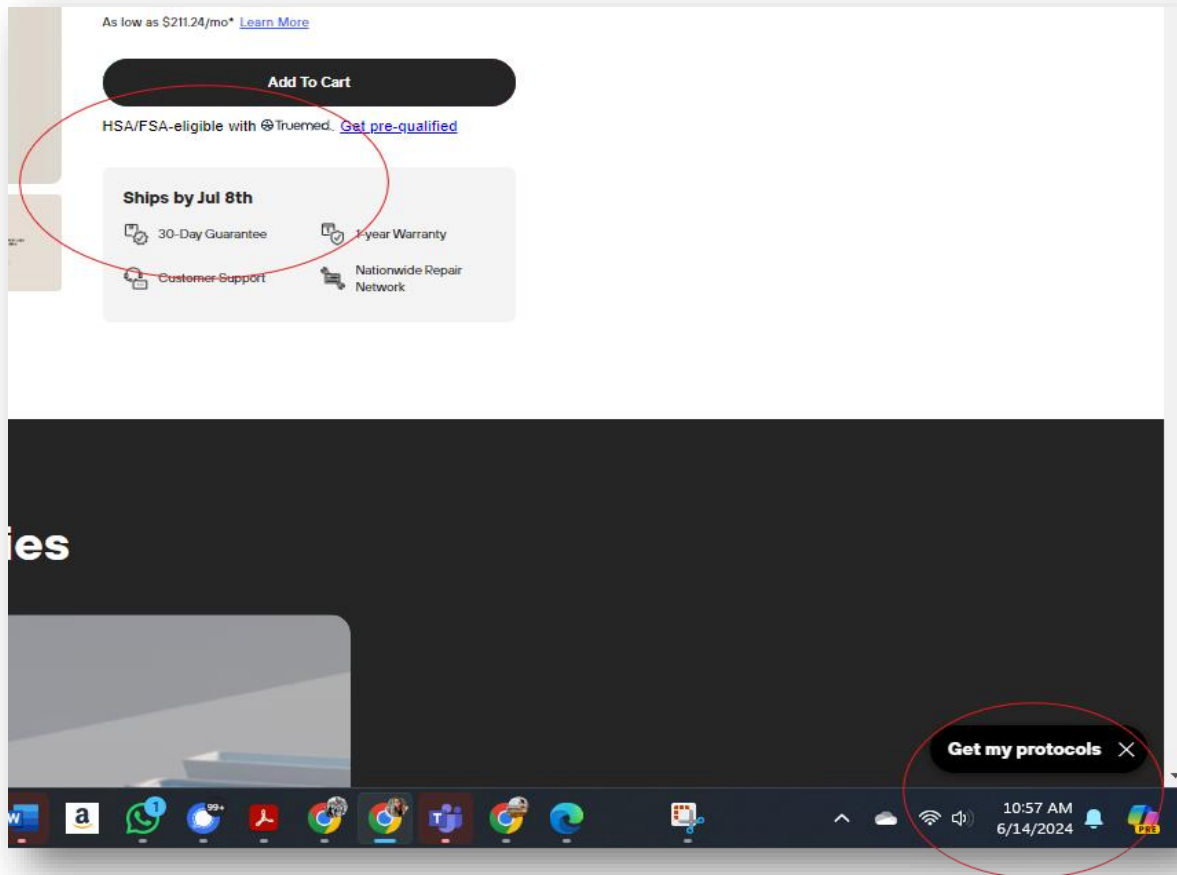 As low as $211.24/mo* Learn More
Add To Cart
HSA/FSA-eligible with Truemed. Get pre-qualified
Ships by Jul 8th
30-Day Guarantee
1-year Warranty
Customer Support
Nationwide Repair
Network
ies
Get my protocols
W
a
1
99+
T
10:57 AM
6/14/2024
PRE